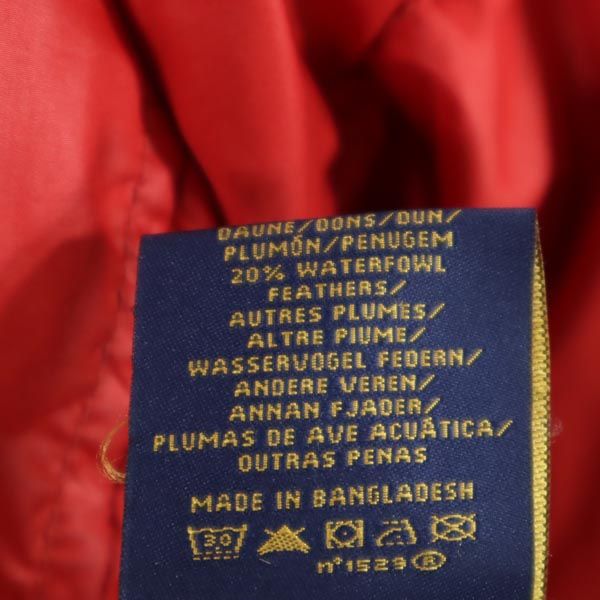 DAUNE/DONS/DUN/
PLUMÓN/PENUGEM
20% WATERFOWL
FEATHERS/
AUTRES PLUMES/
ALTRE PIUME/
WASSERVOGEL FEDERN/
ANDERE VEREN/
ANNAN FJADER/
PLUMAS DE AVE ACUÁTICA/
OUTRAS PENAS
MADE IN BANGLADESH
30
n°1529 ®